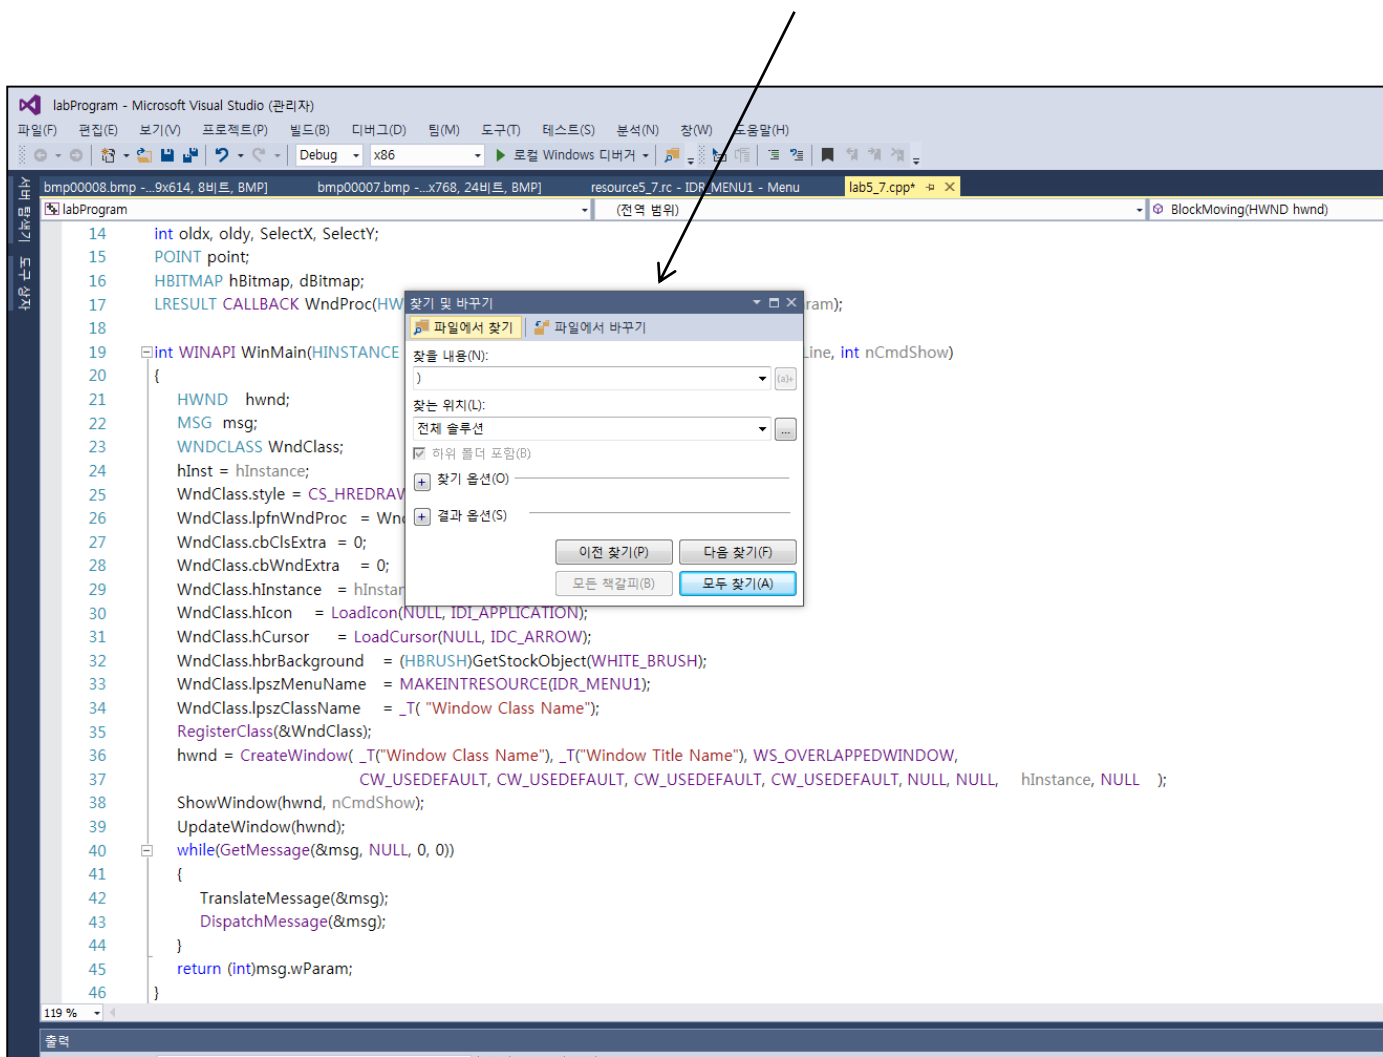 labProgram - Microsoft Visual Studio (관리자)
파일(F) 편집(E) 보기(V) 프로젝트(P) 빌드(B) 디버그(D) 팀(M) 도구(T) 테스트(S) 분석(N) 창(W) 도움말(H)
Debug x86 로컬 Windows 디버거
서버 탐색기 도구 상자
bmp00008.bmp -...9x614, 8비트, BMP] bmp00007.bmp -...x768, 24비트, BMP] resource5_7.rc - IDR_MENU1 - Menu lab5_7.cpp*
labProgram (전역 범위) BlockMoving(HWND hwnd)
14 int oldx, oldy, SelectX, SelectY;
15 POINT point;
16 HBITMAP hBitmap, dBitmap;
17 LRESULT CALLBACK WndProc(HW ram);
18
19 int WINAPI WinMain(HINSTANCE Line, int nCmdShow)
20 {
21 HWND hwnd;
22 MSG msg;
23 WNDCLASS WndClass;
24 hInst = hInstance;
25 WndClass.style = CS_HREDRAW
26 WndClass.lpfnWndProc = Wnd
27 WndClass.cbClsExtra = 0;
28 WndClass.cbWndExtra = 0;
29 WndClass.hInstance = hInstan
30 WndClass.hIcon = LoadIcon(NULL, IDI_APPLICATION);
31 WndClass.hCursor = LoadCursor(NULL, IDC_ARROW);
32 WndClass.hbrBackground = (HBRUSH)GetStockObject(WHITE_BRUSH);
33 WndClass.lpszMenuName = MAKEINTRESOURCE(IDR_MENU1);
34 WndClass.lpszClassName = _T( "Window Class Name");
35 RegisterClass(&WndClass);
36 hwnd = CreateWindow( _T("Window Class Name"), _T("Window Title Name"), WS_OVERLAPPEDWINDOW,
37 CW_USEDEFAULT, CW_USEDEFAULT, CW_USEDEFAULT, CW_USEDEFAULT, NULL, NULL, hInstance, NULL );
38 ShowWindow(hwnd, nCmdShow);
39 UpdateWindow(hwnd);
40 while(GetMessage(&msg, NULL, 0, 0))
41 {
42 TranslateMessage(&msg);
43 DispatchMessage(&msg);
44 }
45 return (int)msg.wParam;
46 }
찾기 및 바꾸기
파일에서 찾기 파일에서 바꾸기
찾을 내용(N):
) (a)+
찾는 위치(L):
전체 솔루션 ...
하위 폴더 포함(B)
+ 찾기 옵션(O)
+ 결과 옵션(S)
이전 찾기(P) 다음 찾기(F)
모든 책갈피(B) 모두 찾기(A)
119 %
출력